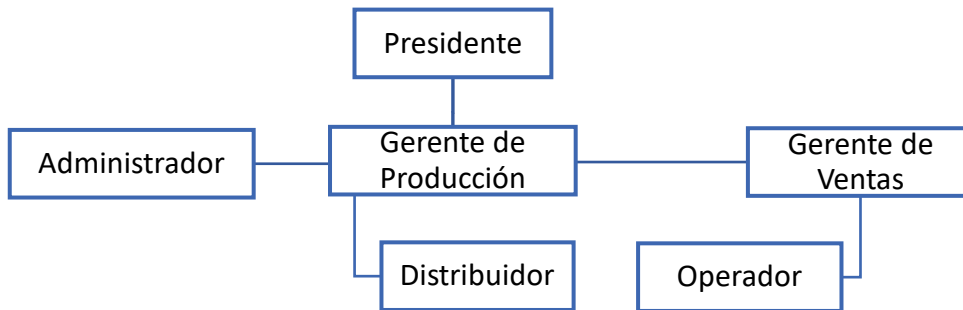 Presidente
Administrador
Gerente de
Producción
Gerente de
Ventas
Distribuidor
Operador